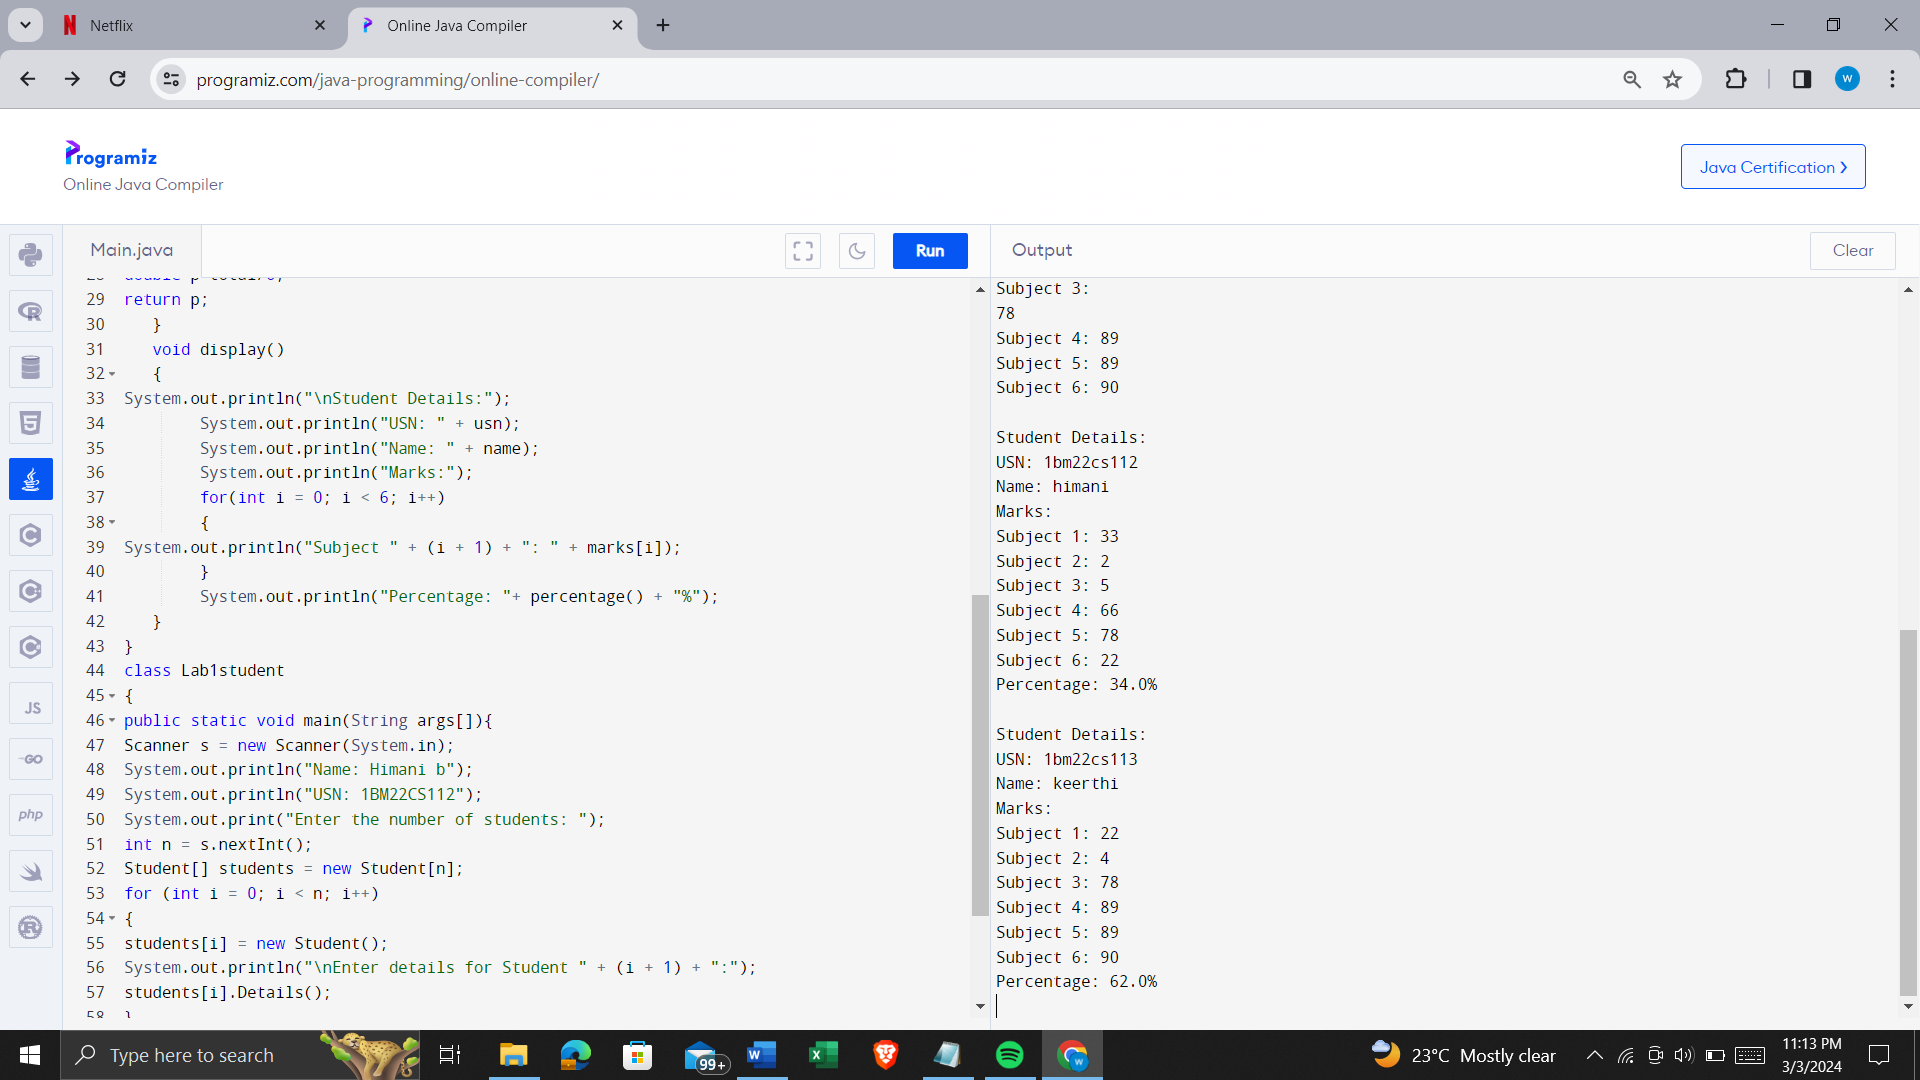 Netflix
Online Java Compiler
programiz.com/java-programming/online-compiler/
w
Programiz
Online Java Compiler
Java Certification
Main.java
Run
Output
Clear
29 return p;
30 }
31 void display()
32 {
33 System.out.println("\nStudent Details:");
34 System.out.println("USN: " + usn);
35 System.out.println("Name: " + name);
36 System.out.println("Marks:");
37 for(int i = 0; i < 6; i++)
38 {
39 System.out.println("Subject " + (i + 1) + ": " + marks[i]);
40 }
41 System.out.println("Percentage: "+ percentage() + "%");
42 }
43 }
44 class Lab1student
45 {
46 public static void main(String args[]){
47 Scanner s = new Scanner(System.in);
48 System.out.println("Name: Himani b");
49 System.out.println("USN: 1BM22CS112");
50 System.out.print("Enter the number of students: ");
51 int n = s.nextInt();
52 Student[] students = new Student[n];
53 for (int i = 0; i < n; i++)
54 {
55 students[i] = new Student();
56 System.out.println("\nEnter details for Student " + (i + 1) + ":");
57 students[i].Details();
58 }
Subject 3:
78
Subject 4: 89
Subject 5: 89
Subject 6: 90
Student Details:
USN: 1bm22cs112
Name: himani
Marks:
Subject 1: 33
Subject 2: 2
Subject 3: 5
Subject 4: 66
Subject 5: 78
Subject 6: 22
Percentage: 34.0%
Student Details:
USN: 1bm22cs113
Name: keerthi
Marks:
Subject 1: 22
Subject 2: 4
Subject 3: 78
Subject 4: 89
Subject 5: 89
Subject 6: 90
Percentage: 62.0%
JS
GO
php
Type here to search
99+
23°C Mostly clear
11:13 PM
3/3/2024